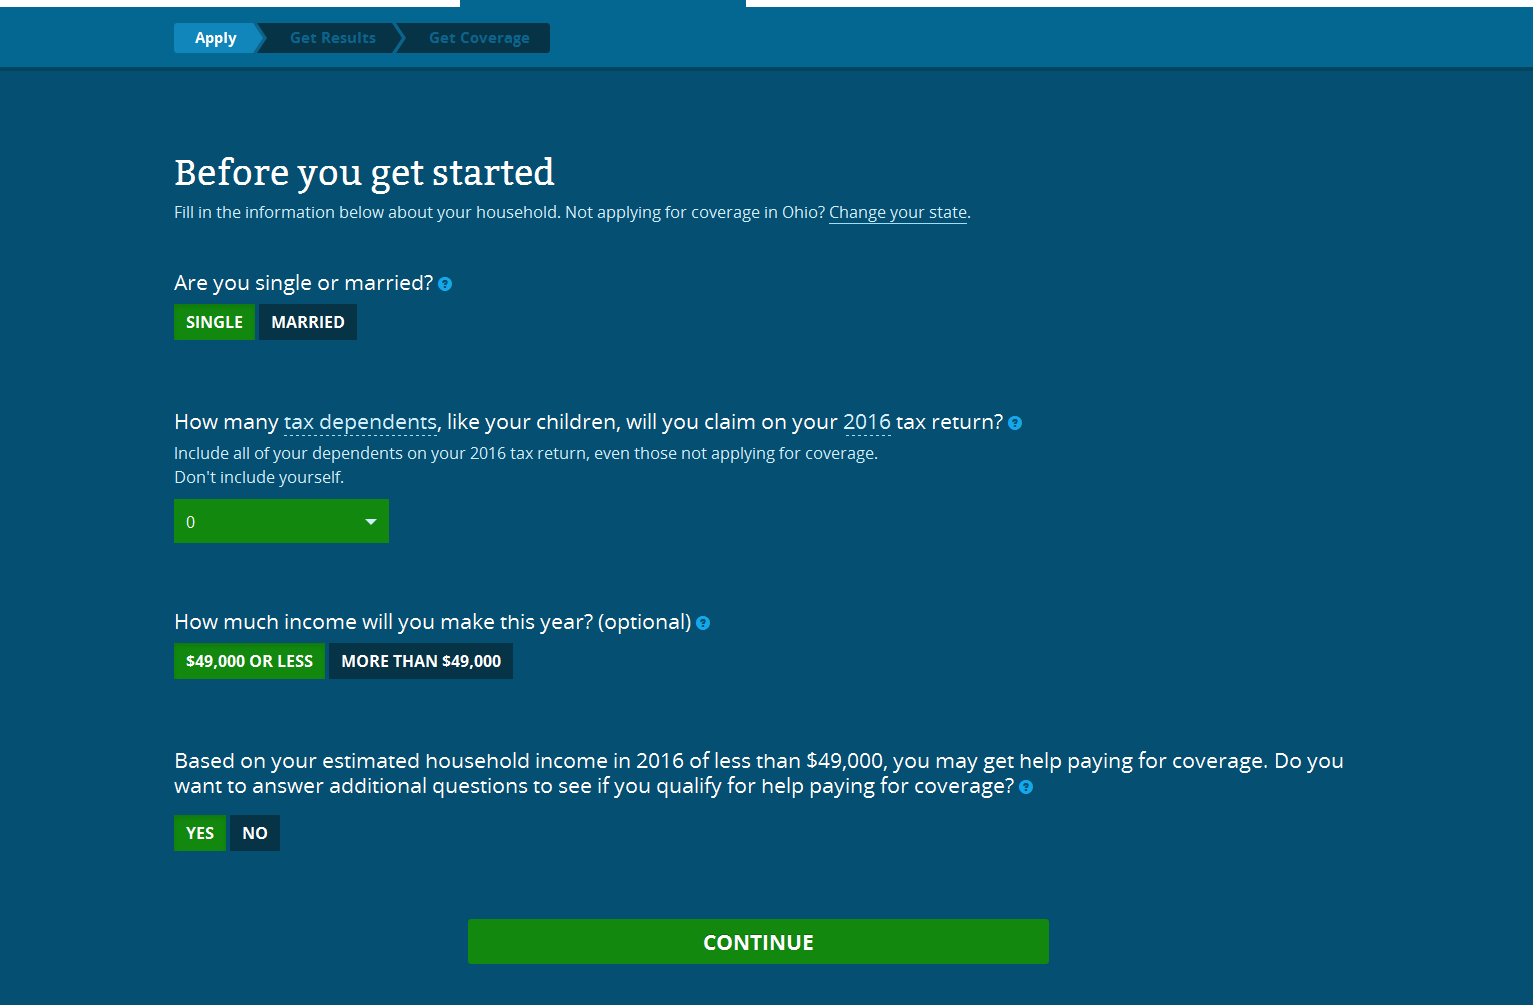 Apply Get Results Get Coverage
Before you get started
Fill in the information below about your household. Not applying for coverage in Ohio? Change your state.
Are you single or married? ?
SINGLE MARRIED
How many tax dependents, like your children, will you claim on your 2016 tax return? ?
Include all of your dependents on your 2016 tax return, even those not applying for coverage.
Don't include yourself.
0
How much income will you make this year? (optional) ?
$49,000 OR LESS MORE THAN $49,000
Based on your estimated household income in 2016 of less than $49,000, you may get help paying for coverage. Do you
want to answer additional questions to see if you qualify for help paying for coverage? ?
YES NO
CONTINUE